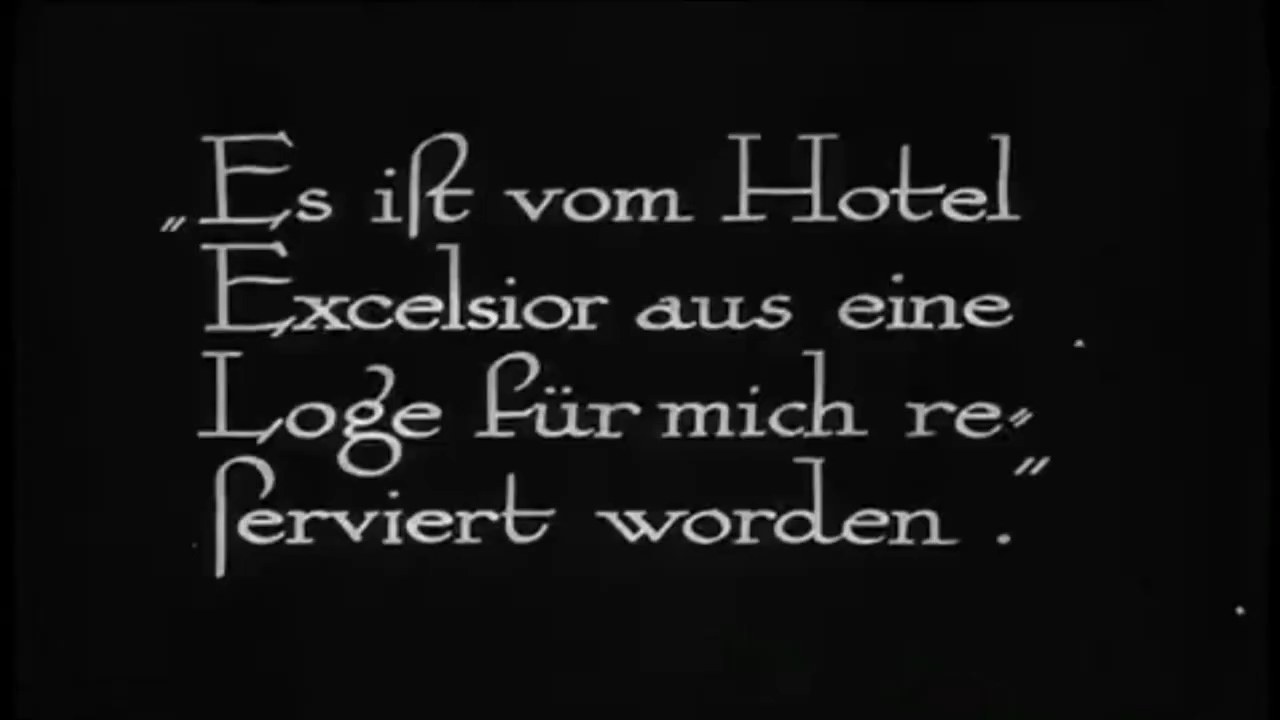 „Es iſt vom Hotel
Excelsior aus eine
Loge für mich re⸗
ſerviert worden.“